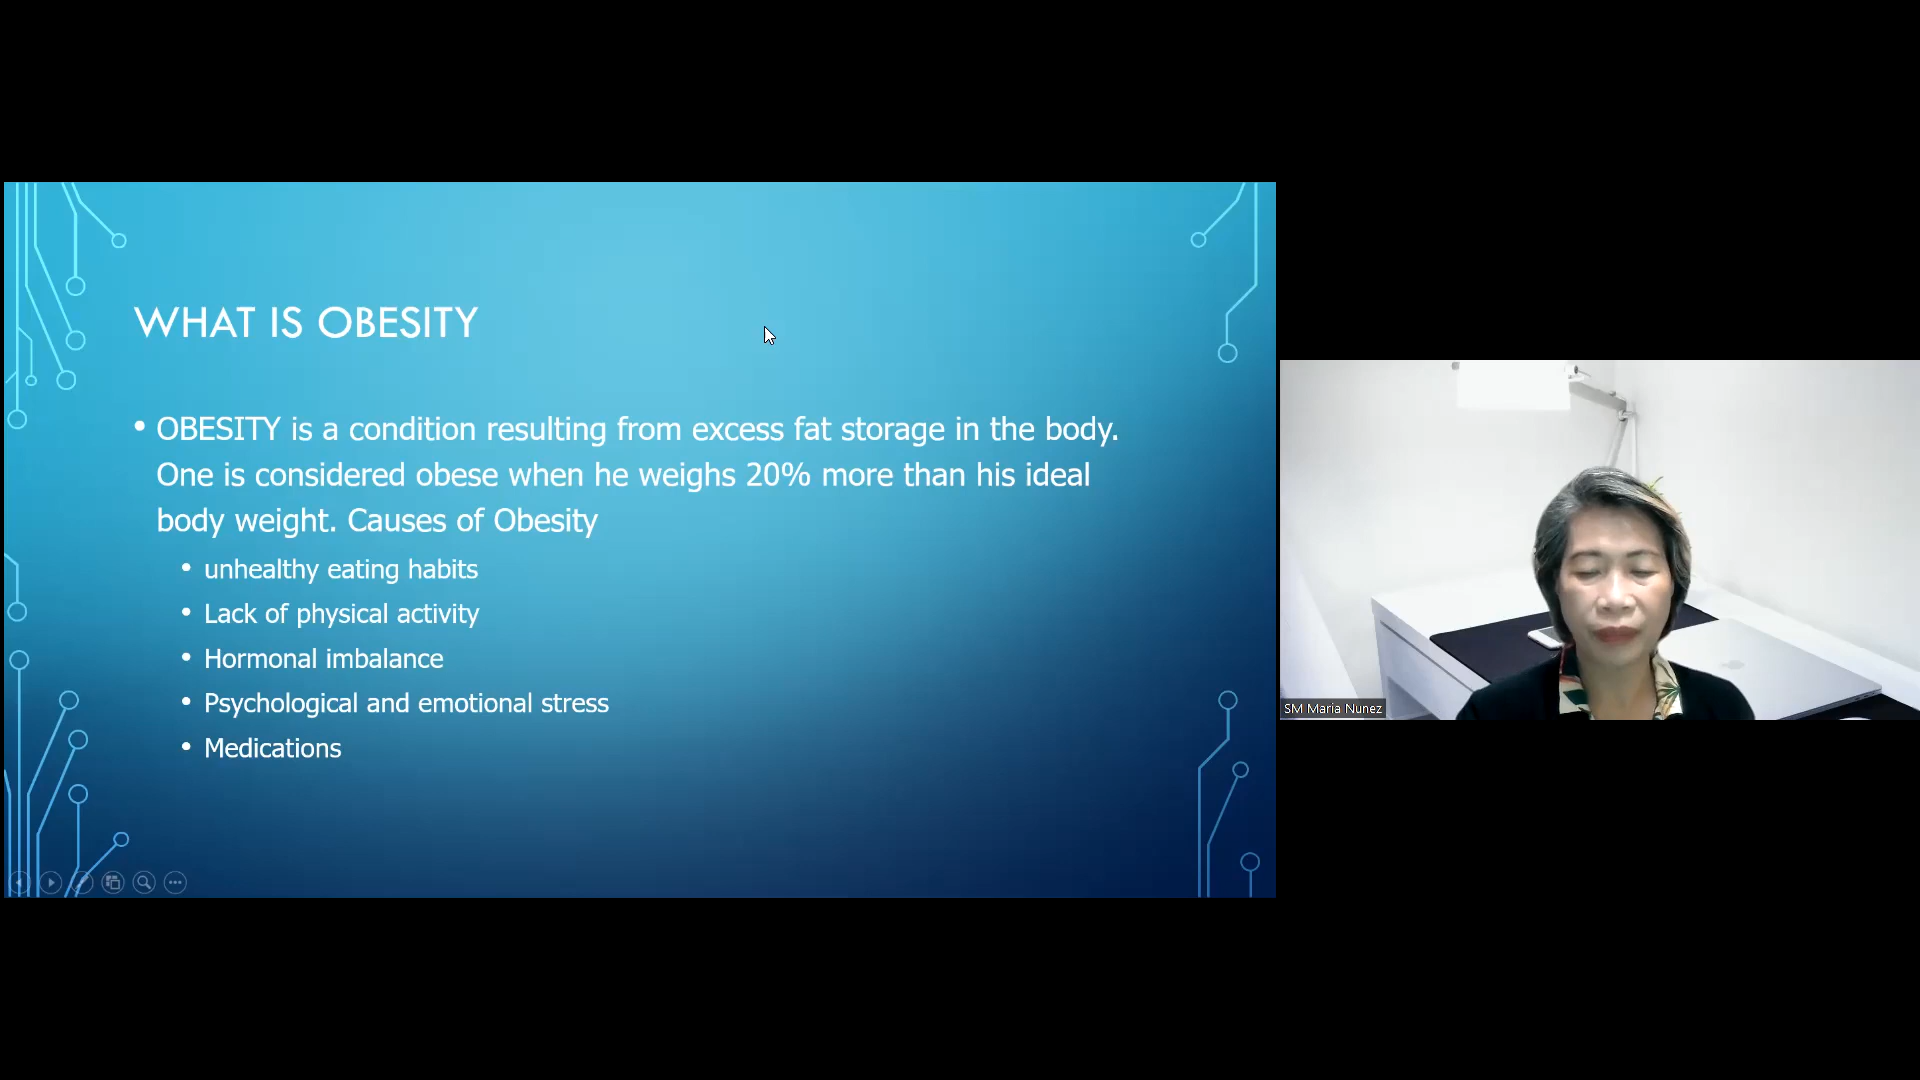 WHAT IS OBESITY
• OBESITY is a condition resulting from excess fat storage in the body.
One is considered obese when he weighs 20% more than his ideal
body weight. Causes of Obesity
• unhealthy eating habits
• Lack of physical activity
• Hormonal imbalance
• Psychological and emotional stress
• Medications
SM Maria Nunez